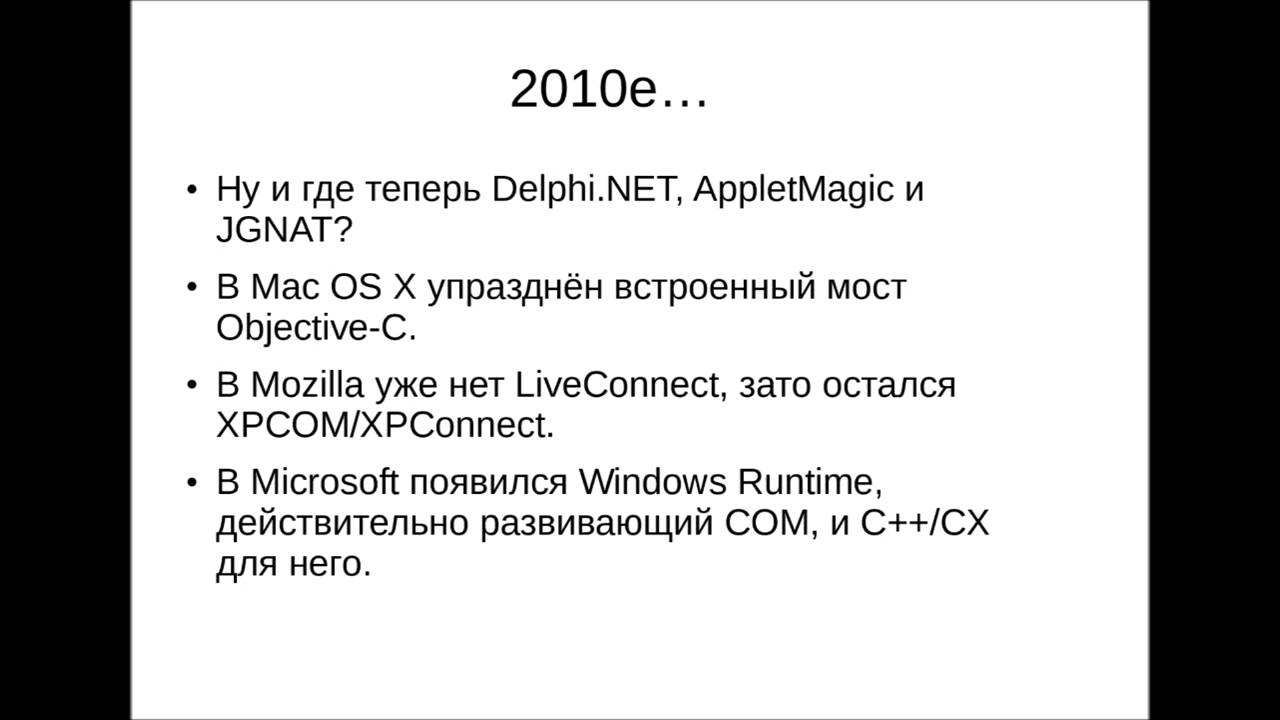 2010е…
• Ну и где теперь Delphi.NET, AppletMagic и
JGNAT?
• В Mac OS X упразднён встроенный мост
Objective-C.
• В Mozilla уже нет LiveConnect, зато остался
XPCOM/XPConnect.
• В Microsoft появился Windows Runtime,
действительно развивающий COM, и C++/CX
для него.